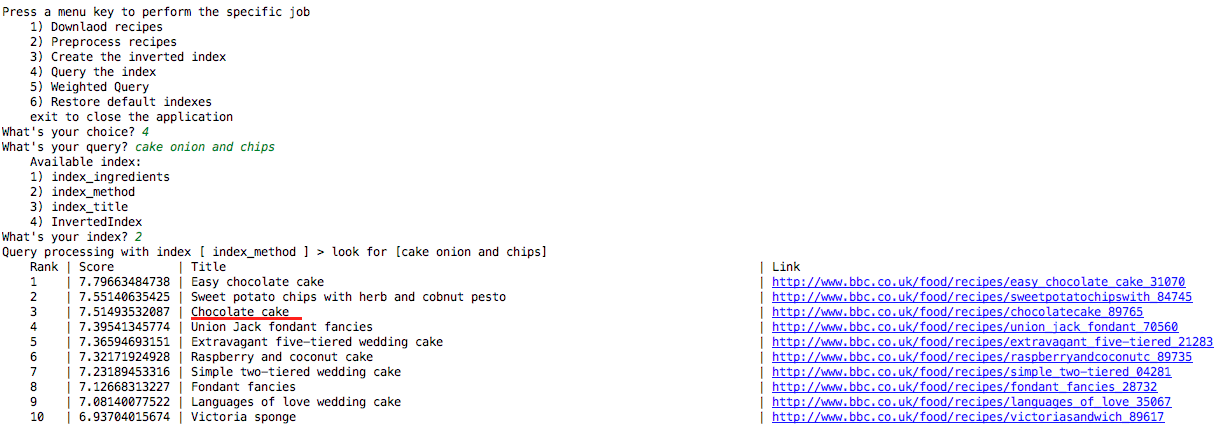 Press a menu key to perform the specific job
1) Downlaod recipes
2) Preprocess recipes
3) Create the inverted index
4) Query the index
5) Weighted Query
6) Restore default indexes
exit to close the application
What's your choice? 4
What's your query? cake onion and chips
Available index:
1) index_ingredients
2) index_method
3) index_title
4) InvertedIndex
What's your index? 2
Query processing with index [ index_method ] > look for [cake onion and chips]
Rank | Score | Title | Link
1 | 7.79663484738 | Easy chocolate cake | http://www.bbc.co.uk/food/recipes/easy_chocolate_cake_31070
2 | 7.55140635425 | Sweet potato chips with herb and cobnut pesto | http://www.bbc.co.uk/food/recipes/sweetpotatochipswith_84745
3 | 7.51493532087 | Chocolate cake | http://www.bbc.co.uk/food/recipes/chocolatecake_89765
4 | 7.39541345774 | Union Jack fondant fancies | http://www.bbc.co.uk/food/recipes/union_jack_fondant_70560
5 | 7.36594693151 | Extravagant five-tiered wedding cake | http://www.bbc.co.uk/food/recipes/extravagant_five-tiered_21283
6 | 7.32171924928 | Raspberry and coconut cake | http://www.bbc.co.uk/food/recipes/raspberryandcoconutc_89735
7 | 7.23189453316 | Simple two-tiered wedding cake | http://www.bbc.co.uk/food/recipes/simple_two-tiered_04281
8 | 7.12668313227 | Fondant fancies | http://www.bbc.co.uk/food/recipes/fondant_fancies_28732
9 | 7.08140077522 | Languages of love wedding cake | http://www.bbc.co.uk/food/recipes/languages_of_love_35067
10 | 6.93704015674 | Victoria sponge | http://www.bbc.co.uk/food/recipes/victoriasandwich_89617